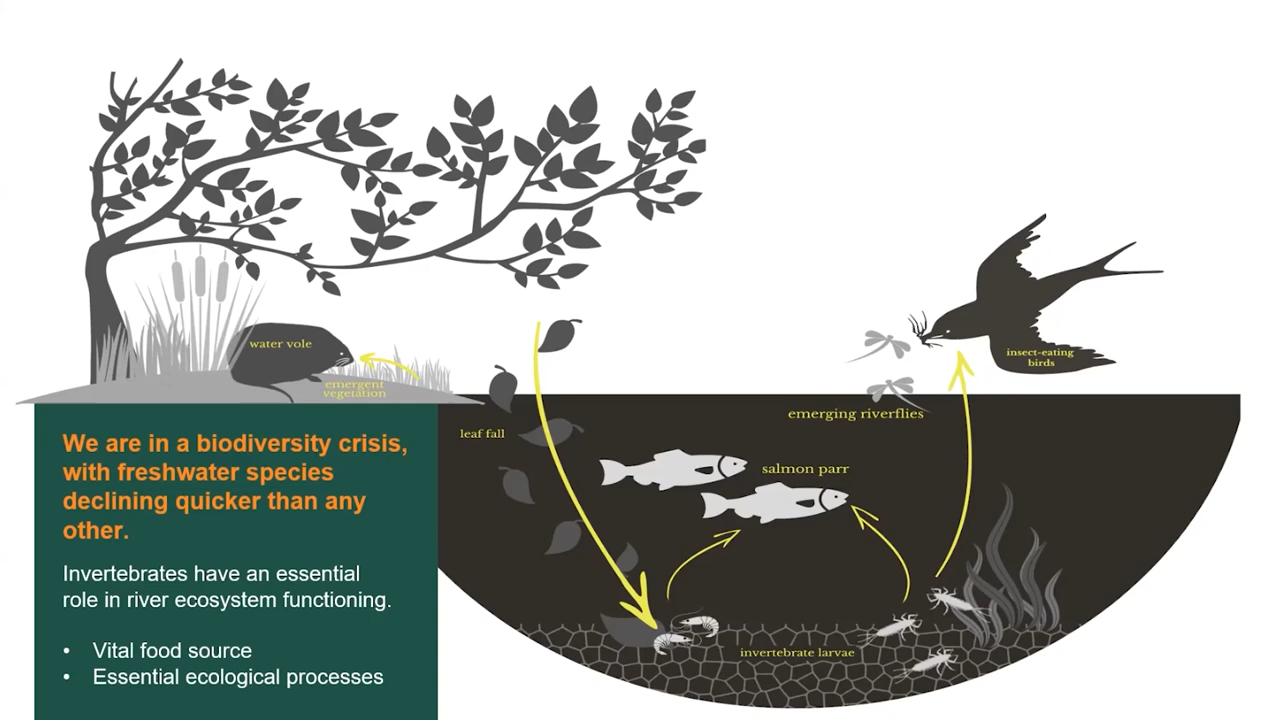 water vole
emergent
vegetation
insect-eating
birds
emerging riverflies
leaf fall
salmon parr
invertebrate larvae
We are in a biodiversity crisis,
with freshwater species
declining quicker than any
other.
Invertebrates have an essential
role in river ecosystem functioning.
• Vital food source
• Essential ecological processes